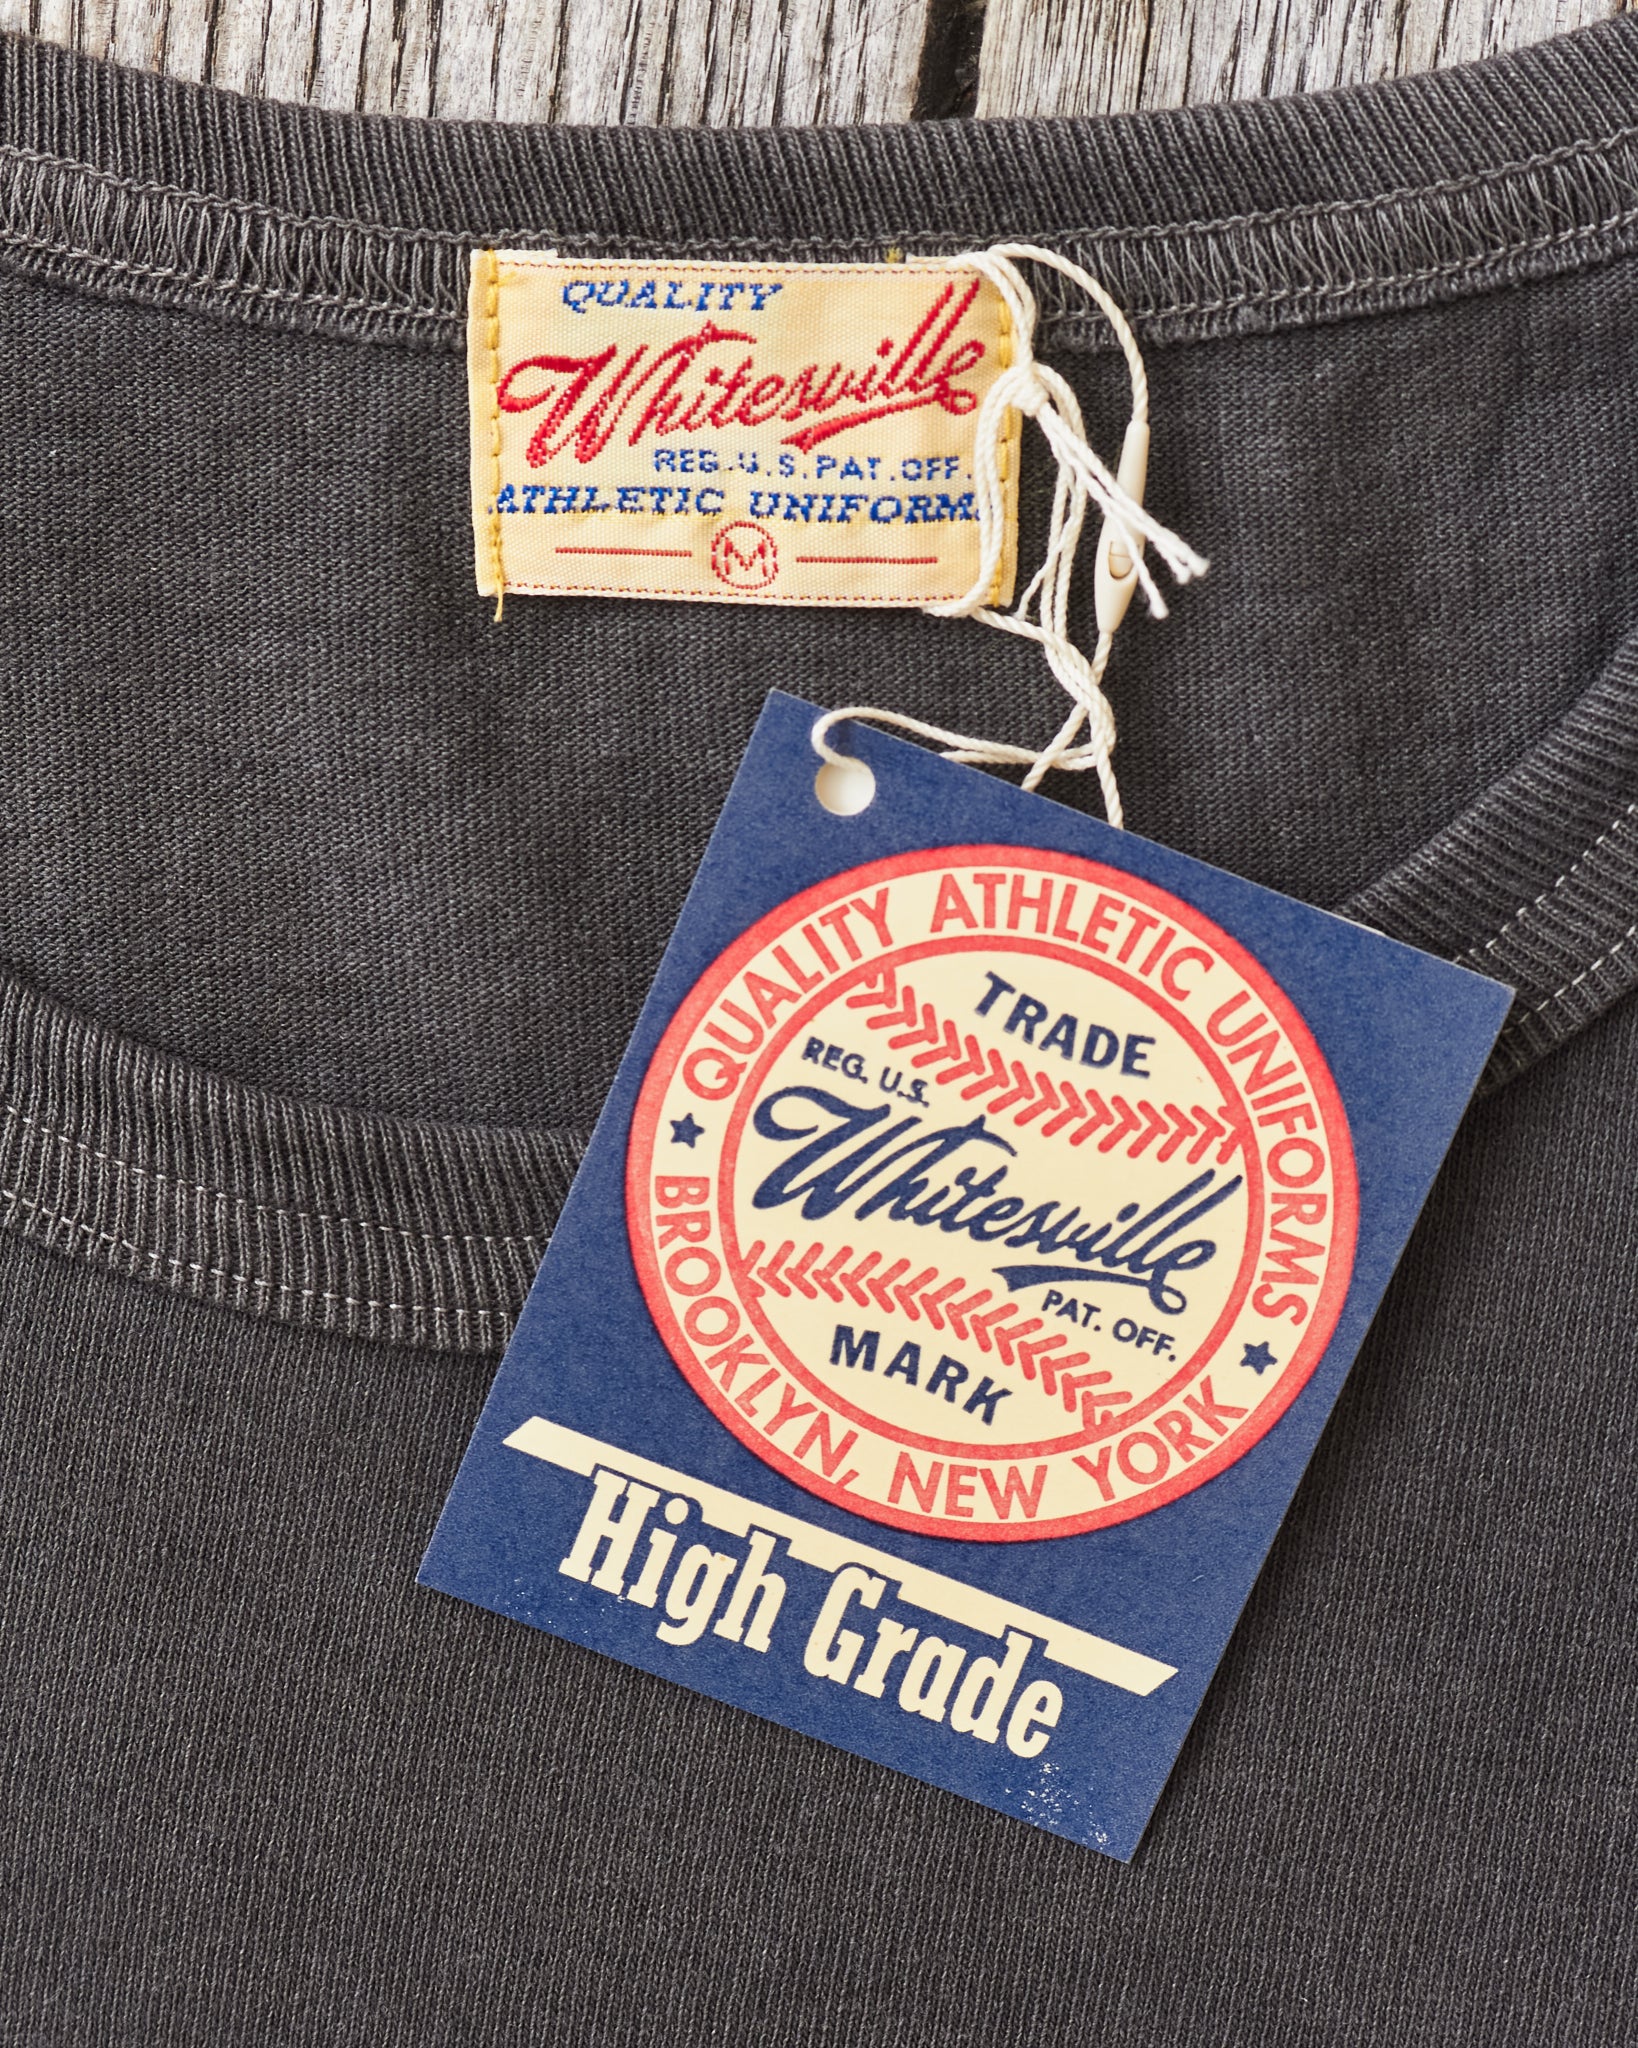 QUALITY
Whitesville
REG.U.S.PAT.OFF.
ATHLETIC UNIFORMS
M
QUALITY ATHLETIC UNIFORMS
TRADE
REG. U.S.
Whitesville
PAT. OFF.
MARK
BROOKLYN, NEW YORK
High Grade